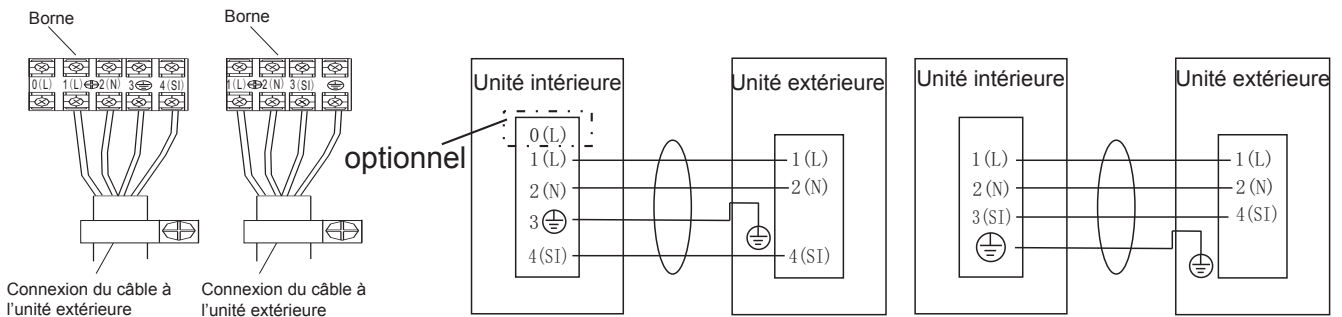 Borne
0(L) 1(L) 2(N) 3 4(SI)
Connexion du câble à
l'unité extérieure
Borne
1(L) 2(N) 3(SI)
Connexion du câble à
l'unité extérieure
Unité intérieure
0(L)
optionnel
1(L)
2(N)
3
4(SI)
Unité extérieure
1(L)
2(N)
4(SI)
Unité intérieure
1(L)
2(N)
3(SI)
Unité extérieure
1(L)
2(N)
4(SI)